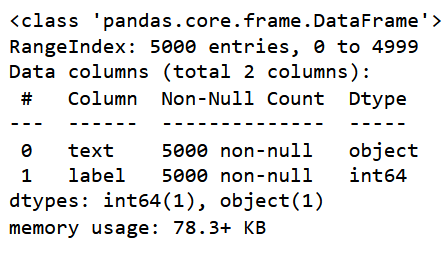 <class 'pandas.core.frame.DataFrame'>
RangeIndex: 5000 entries, 0 to 4999
Data columns (total 2 columns):
 #   Column  Non-Null Count  Dtype
---  ------  --------------  -----
 0   text    5000 non-null   object
 1   label   5000 non-null   int64
dtypes: int64(1), object(1)
memory usage: 78.3+ KB